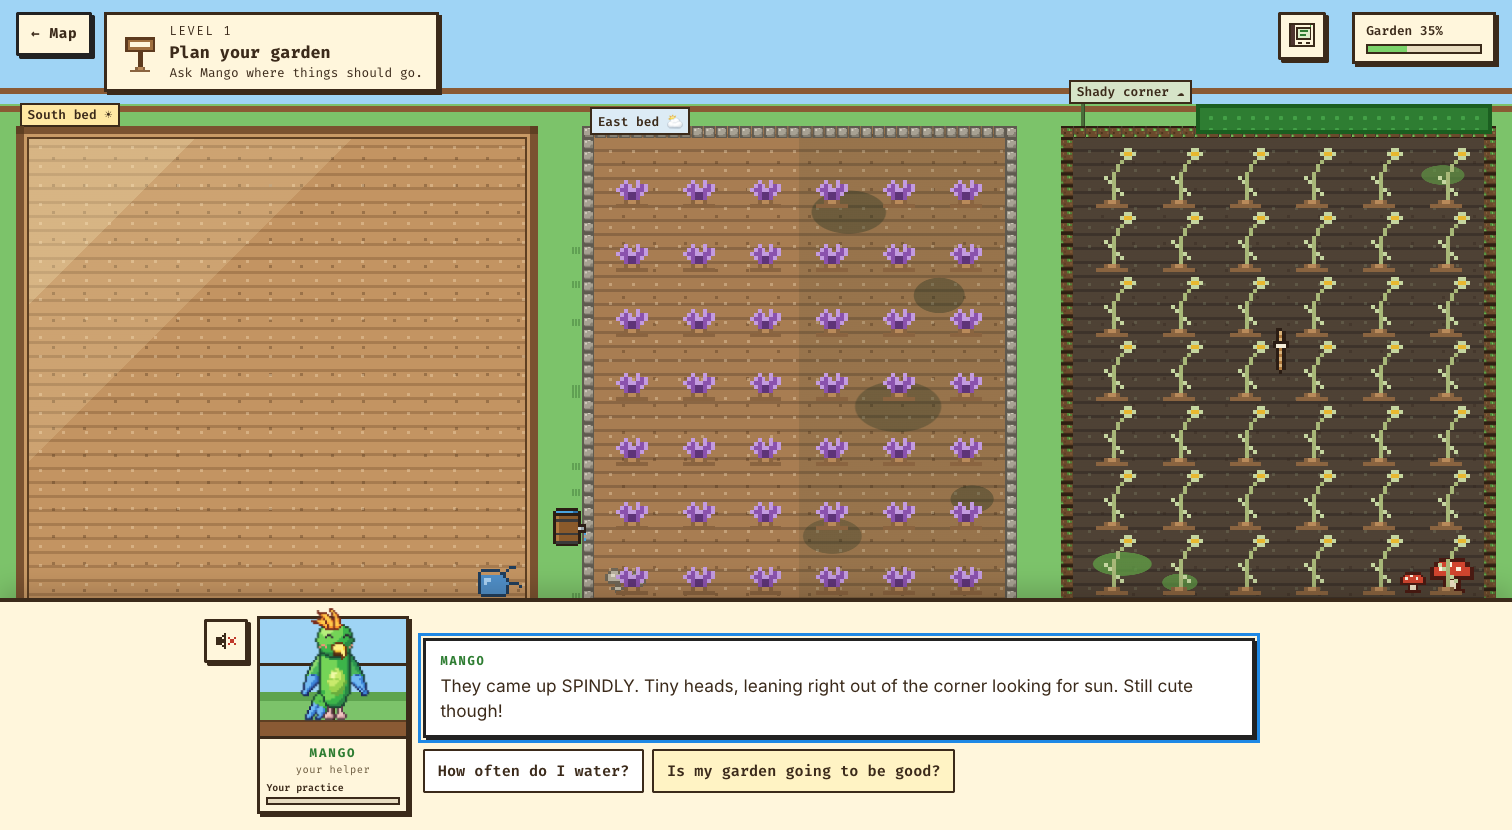 ← Map
LEVEL 1
Plan your garden
Ask Mango where things should go.
Garden 35%
South bed ☀
East bed ⛅
Shady corner ☁
MANGO
your helper
Your practice
MANGO
They came up SPINDLY. Tiny heads, leaning right out of the corner looking for sun. Still cute
though!
How often do I water?
Is my garden going to be good?